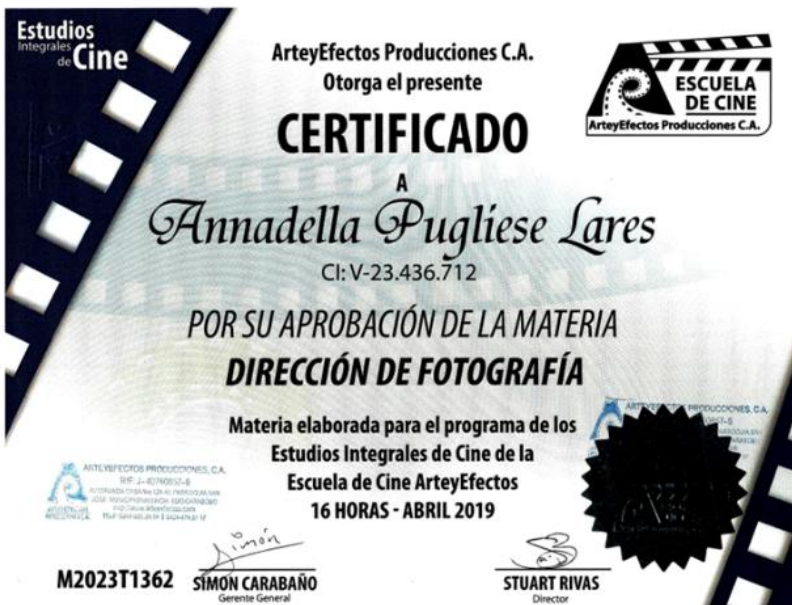 Estudios
Integrales
de Cine
ArteyEfectos Producciones C.A.
Otorga el presente
ESCUELA
DE CINE
ArteyEfectos Producciones C.A.
CERTIFICADO
A
Annadella Pugliese Lares
CI: V-23.436.712
POR SU APROBACIÓN DE LA MATERIA
DIRECCIÓN DE FOTOGRAFÍA
Materia elaborada para el programa de los
Estudios Integrales de Cine de la
Escuela de Cine ArteyEfectos
16 HORAS - ABRIL 2019
ARTEYEFECTOS PRODUCCIONES, C.A.
PRODUCCIONES, C.A.
Simón
M2023T1362
SIMÓN CARABAÑO
Gerente General
STUART RIVAS
Director